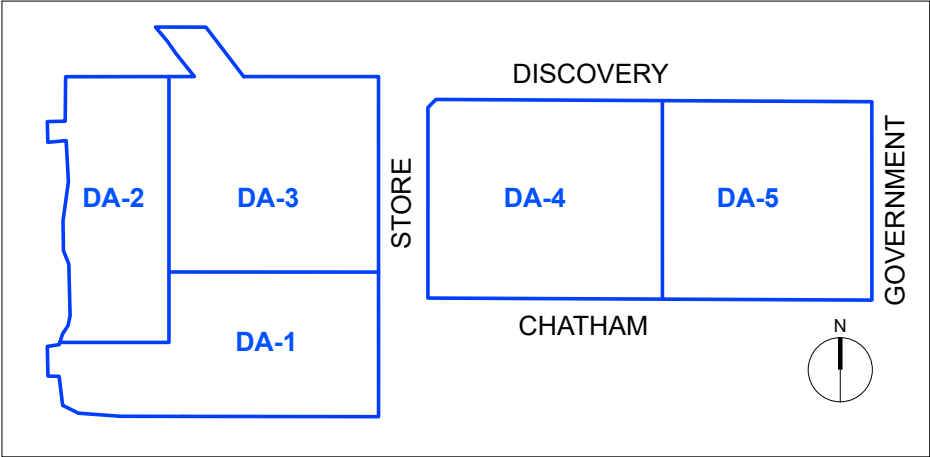 DISCOVERY
DA-2
DA-3
STORE
DA-4
DA-5
GOVERNMENT
DA-1
CHATHAM
N